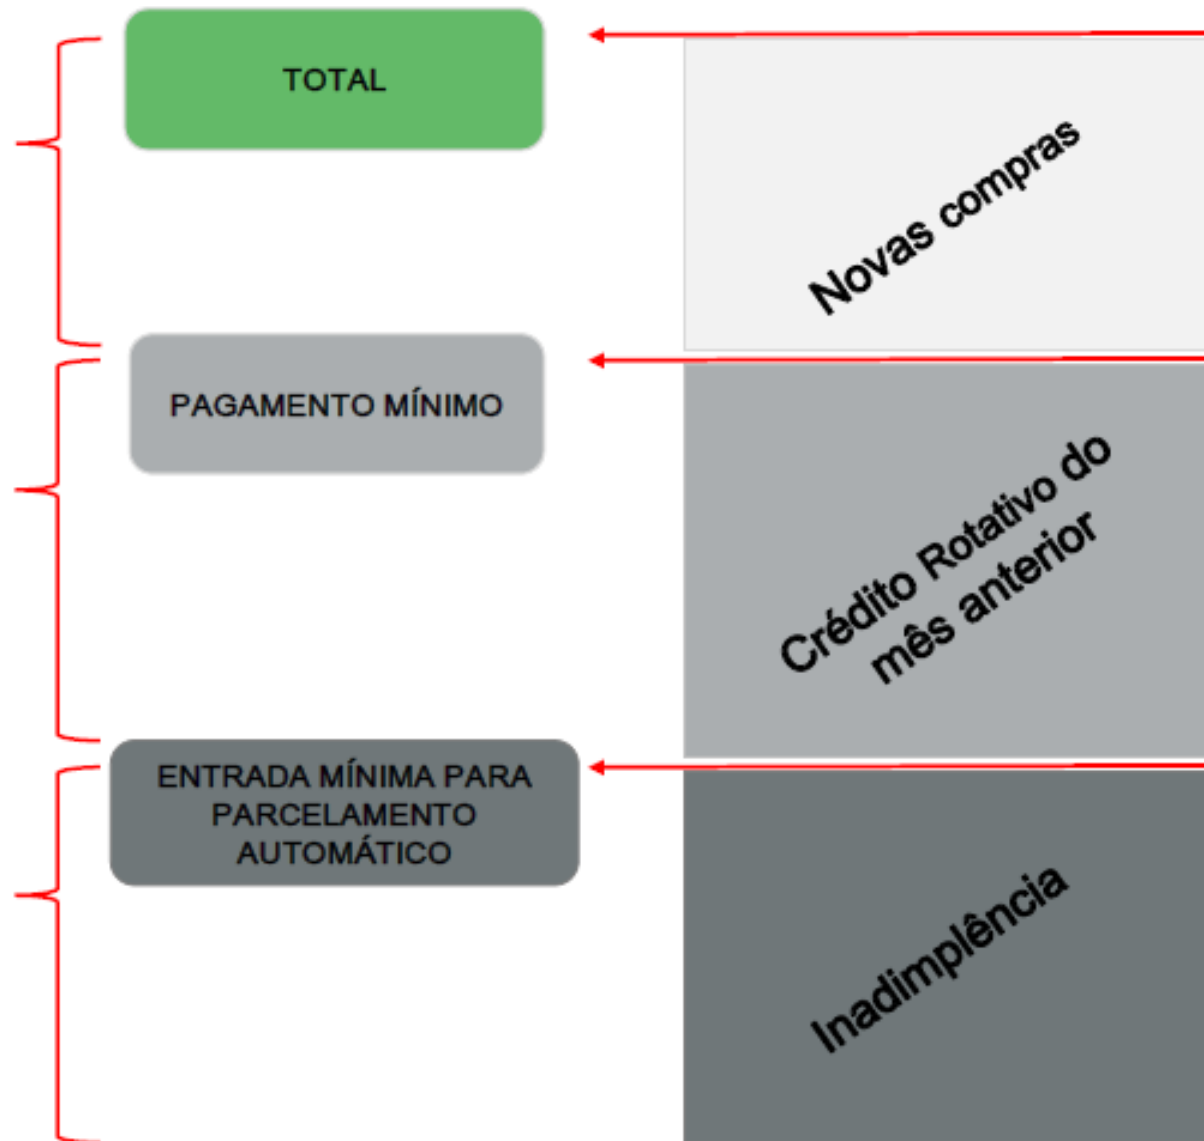 TOTAL
Novas compras
PAGAMENTO MÍNIMO
Crédito Rotativo do
mês anterior
ENTRADA MÍNIMA PARA
PARCELAMENTO
AUTOMÁTICO
Inadimplência